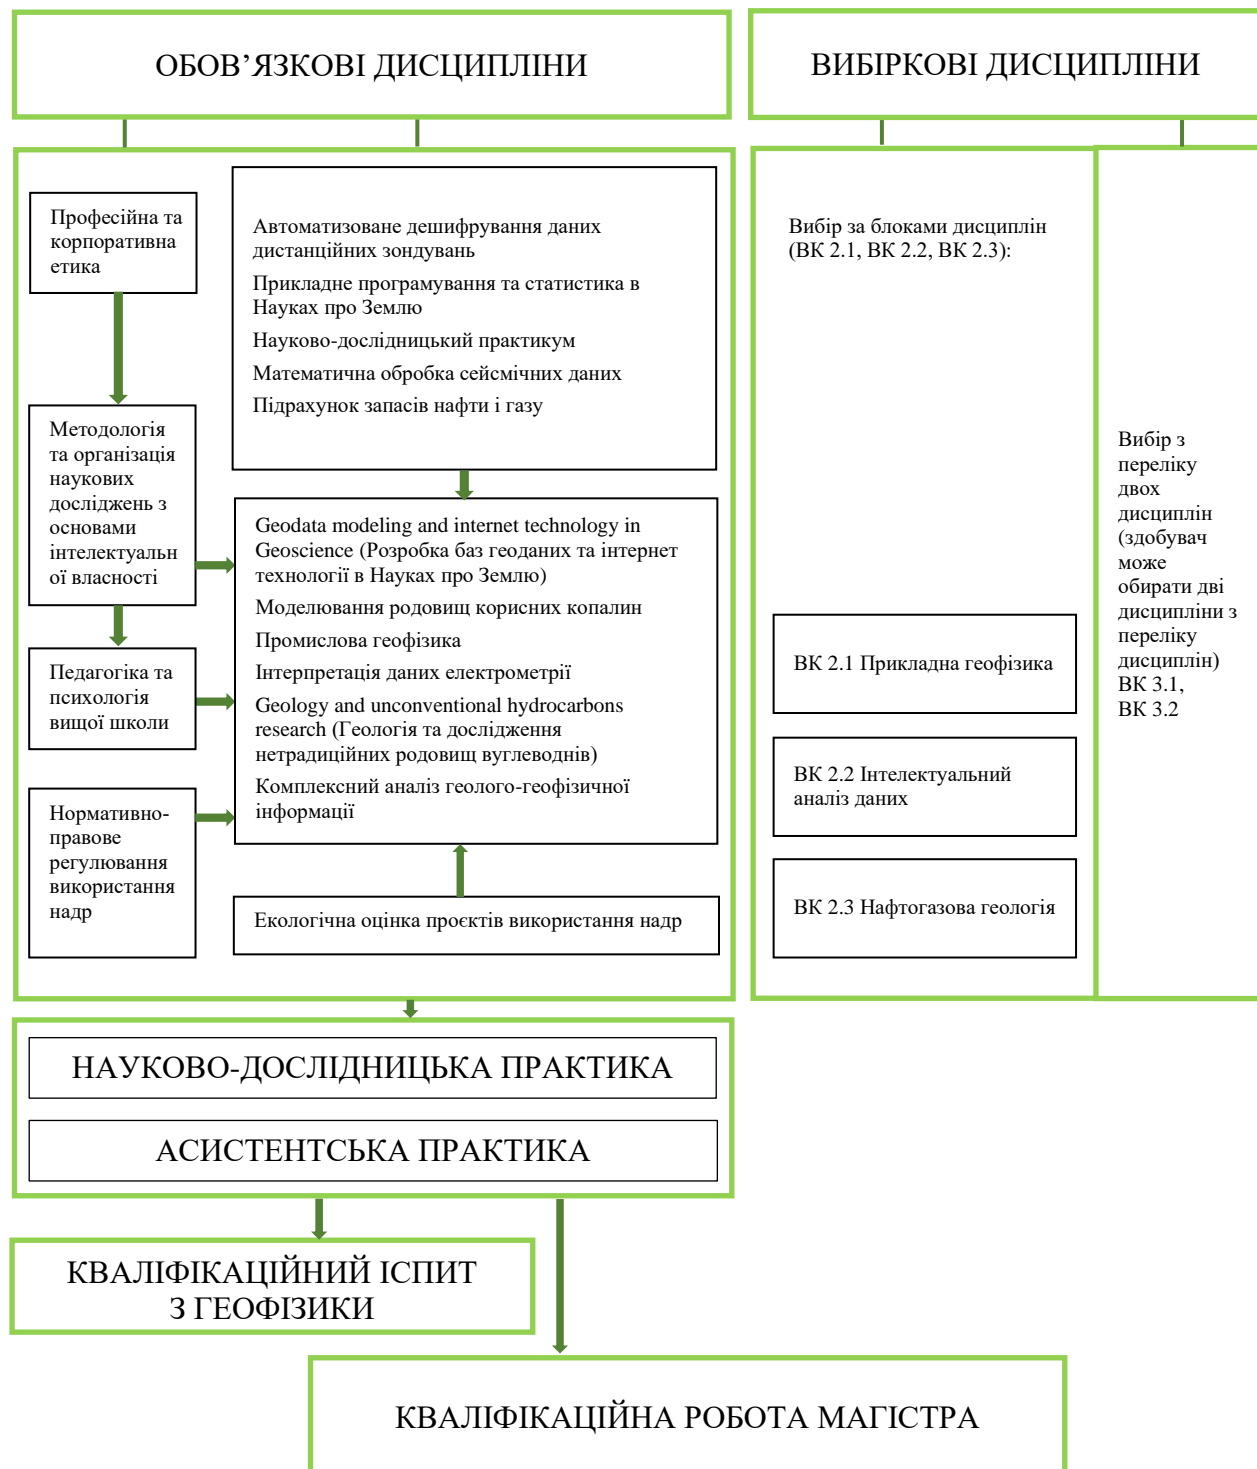 ОБОВ’ЯЗКОВІ ДИСЦИПЛІНИ
ВИБІРКОВІ ДИСЦИПЛІНИ
Професійна та
корпоративна
етика
Методологія
та організація
наукових
досліджень з
основами
інтелектуальн
ої власності
Педагогіка та
психологія
вищої школи
Нормативно-
правове
регулювання
використання
надр
Автоматизоване дешифрування даних
дистанційних зондувань
Прикладне програмування та статистика в
Науках про Землю
Науково-дослідницький практикум
Математична обробка сейсмічних даних
Підрахунок запасів нафти і газу
Geodata modeling and internet technology in
Geoscience (Розробка баз геоданих та інтернет
технології в Науках про Землю)
Моделювання родовищ корисних копалин
Промислова геофізика
Інтерпретація даних електрометрії
Geology and unconventional hydrocarbons
research (Геологія та дослідження
нетрадиційних родовищ вуглеводнів)
Комплексний аналіз геолого-геофізичної
інформації
Екологічна оцінка проєктів використання надр
Вибір за блоками дисциплін
(ВК 2.1, ВК 2.2, ВК 2.3):
ВК 2.1 Прикладна геофізика
ВК 2.2 Інтелектуальний
аналіз даних
ВК 2.3 Нафтогазова геологія
Вибір з
переліку
двох
дисциплін
(здобувач
може
обирати дві
дисципліни з
переліку
дисциплін)
ВК 3.1,
ВК 3.2
НАУКОВО-ДОСЛІДНИЦЬКА ПРАКТИКА
АСИСТЕНТСЬКА ПРАКТИКА
КВАЛІФІКАЦІЙНИЙ ІСПИТ
З ГЕОФІЗИКИ
КВАЛІФІКАЦІЙНА РОБОТА МАГІСТРА